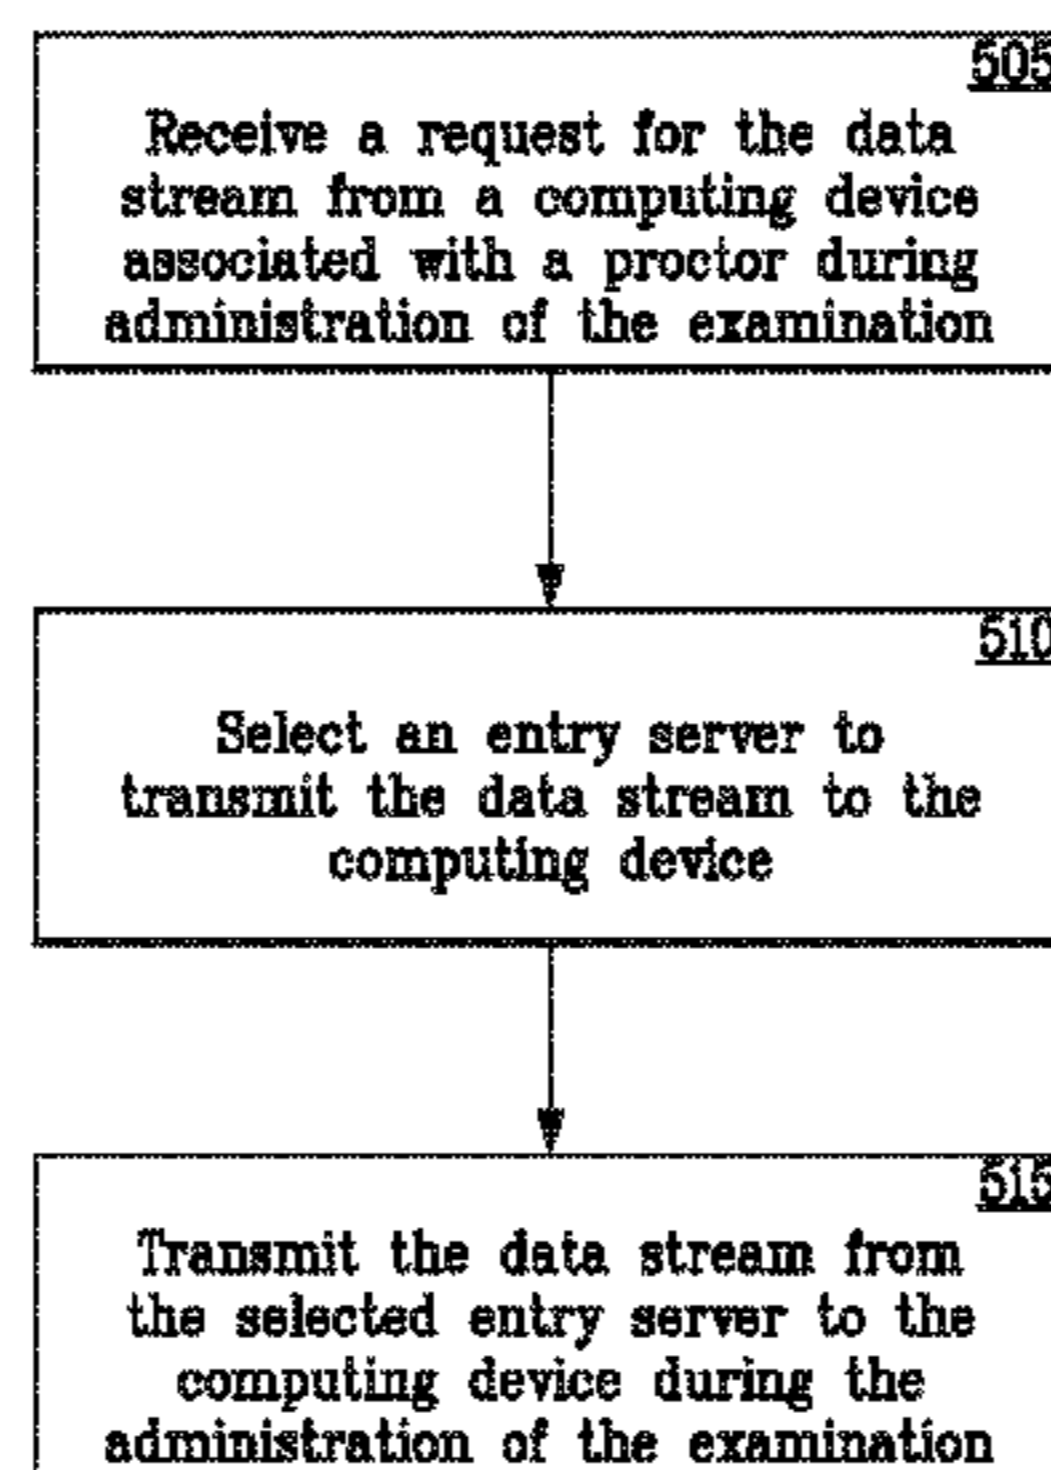 505
Receive a request for the data
stream from a computing device
associated with a proctor during
administration of the examination
510
Select an entry server to
transmit the data stream to the
computing device
515
Transmit the data stream from
the selected entry server to the
computing device during the
administration of the examination